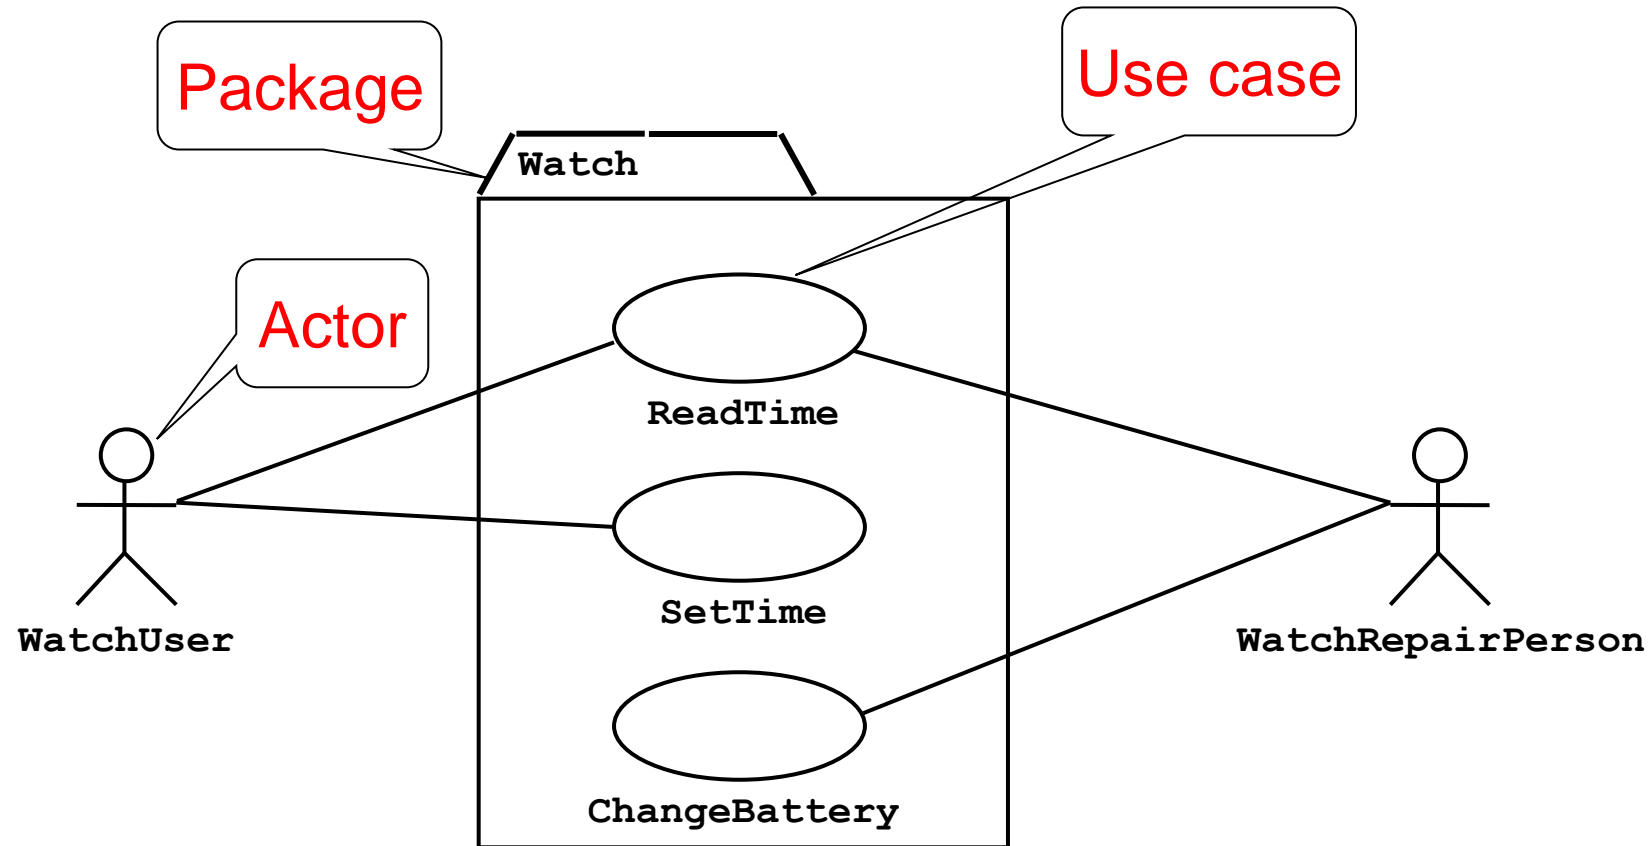 Package
Use case
Watch
Actor
ReadTime
SetTime
WatchUser
WatchRepairPerson
ChangeBattery